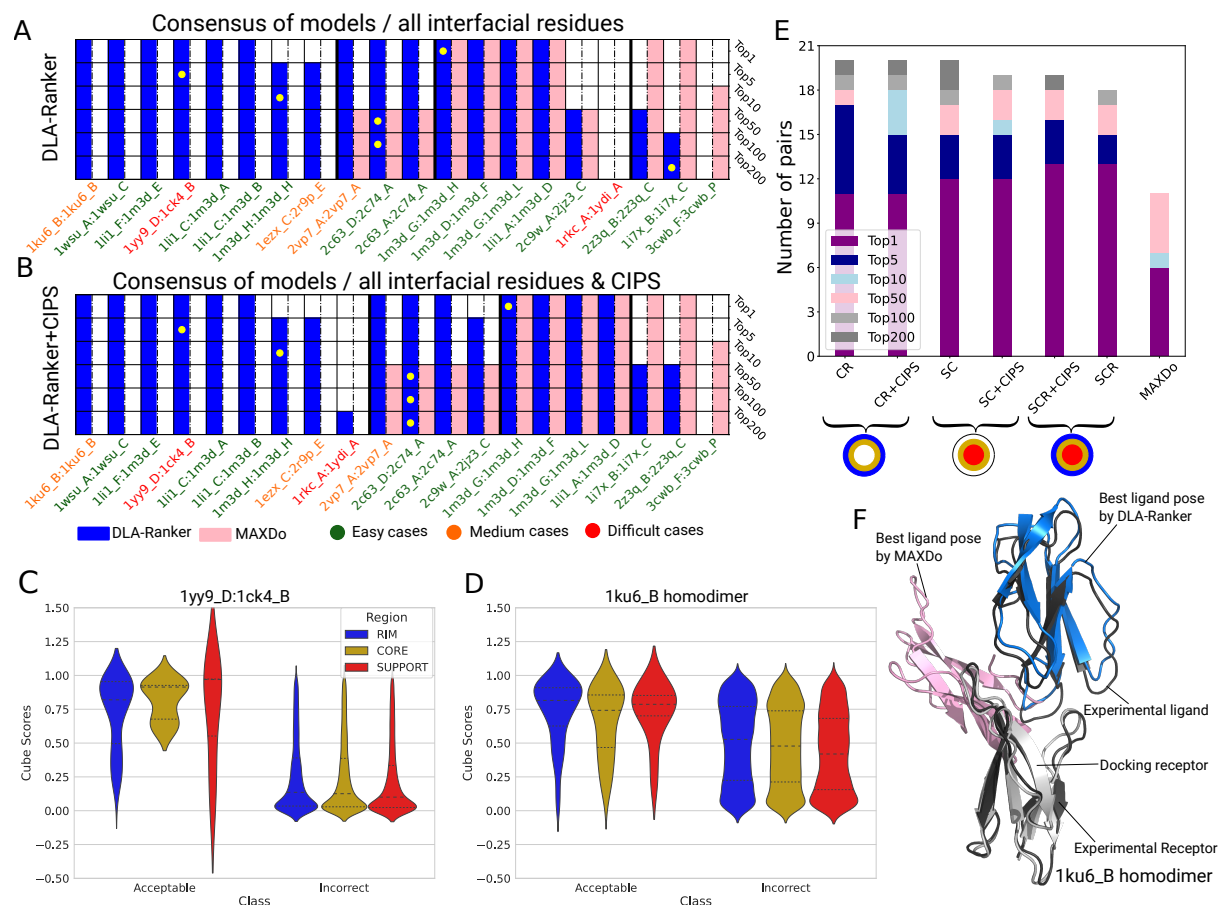 A
Consensus of models / all interfacial residues
DLA-Ranker
Top1
Top5
Top10
Top50
Top100
Top200
1ku6_B:1ku6_B
1wsu_A:1wsu_C
1li1_F:1m3d_E
1yy9_D:1ck4_B
1li1_C:1m3d_A
1li1_C:1m3d_B
1m3d_H:1m3d_H
1ezx_C:2r9p_E
2vp7_A:2vp7_A
2c63_D:2c74_A
2c63_A:2c74_A
1m3d_G:1m3d_H
1m3d_D:1m3d_F
1m3d_G:1m3d_L
1li1_A:1m3d_D
2c9w_A:2jz3_C
1rkc_A:1ydi_A
2z3q_B:2z3q_C
1i7x_B:1i7x_C
3cwb_F:3cwb_P
B
Consensus of models / all interfacial residues & CIPS
DLA-Ranker+CIPS
Top1
Top5
Top10
Top50
Top100
Top200
1ku6_B:1ku6_B
1wsu_A:1wsu_C
1li1_F:1m3d_E
1yy9_D:1ck4_B
1li1_C:1m3d_A
1li1_C:1m3d_B
1m3d_H:1m3d_H
1ezx_C:2r9p_E
1rkc_A:1ydi_A
2vp7_A:2vp7_A
2c63_D:2c74_A
2c63_A:2c74_A
2c9w_A:2jz3_C
1m3d_G:1m3d_H
1m3d_D:1m3d_F
1m3d_G:1m3d_L
1li1_A:1m3d_D
1i7x_B:1i7x_C
2z3q_B:2z3q_C
3cwb_F:3cwb_P
DLA-Ranker
MAXDo
Easy cases
Medium cases
Difficult cases
C
1yy9_D:1ck4_B
Cube Scores
1.50
1.25
1.00
0.75
0.50
0.25
0.00
−0.25
−0.50
Region
RIM
CORE
SUPPORT
Acceptable
Incorrect
Class
D
1ku6_B homodimer
Cube Scores
1.50
1.25
1.00
0.75
0.50
0.25
0.00
−0.25
−0.50
Acceptable
Incorrect
Class
E
Number of pairs
21
18
15
12
9
6
3
0
Top1
Top5
Top10
Top50
Top100
Top200
CR
CR+CIPS
SC
SC+CIPS
SCR+CIPS
SCR
MAXDo
F
Best ligand pose
by DLA-Ranker
Best ligand pose
by MAXDo
Experimental ligand
Docking receptor
Experimental Receptor
1ku6_B homodimer